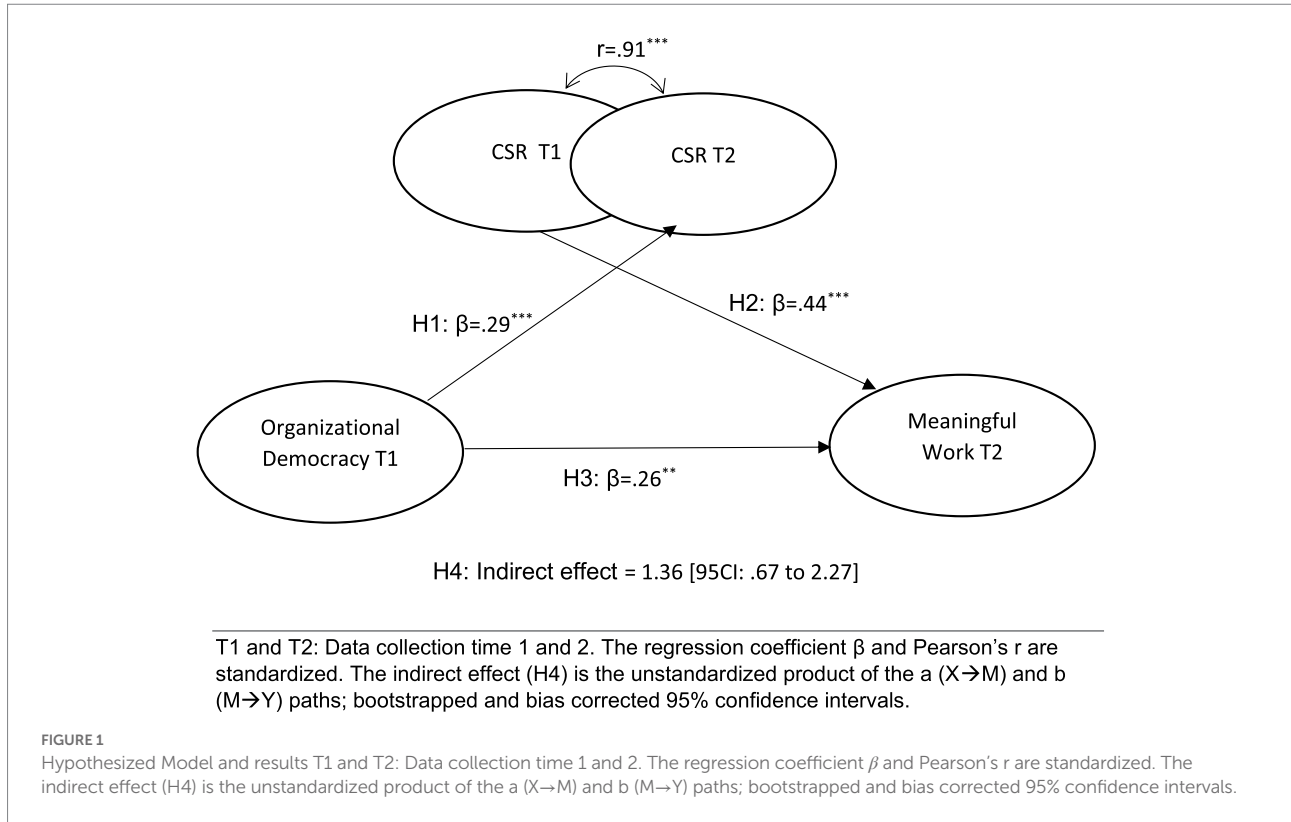 r=.91***
CSR T1
CSR T2
H1: β=.29***
H2: β=.44***
Organizational
Democracy T1
Meaningful
Work T2
H3: β=.26**
H4: Indirect effect = 1.36 [95CI: .67 to 2.27]
T1 and T2: Data collection time 1 and 2. The regression coefficient β and Pearson's r are
standardized. The indirect effect (H4) is the unstandardized product of the a (X→M) and b
(M→Y) paths; bootstrapped and bias corrected 95% confidence intervals.
FIGURE 1
Hypothesized Model and results T1 and T2: Data collection time 1 and 2. The regression coefficient β and Pearson's r are standardized. The
indirect effect (H4) is the unstandardized product of the a (X→M) and b (M→Y) paths; bootstrapped and bias corrected 95% confidence intervals.